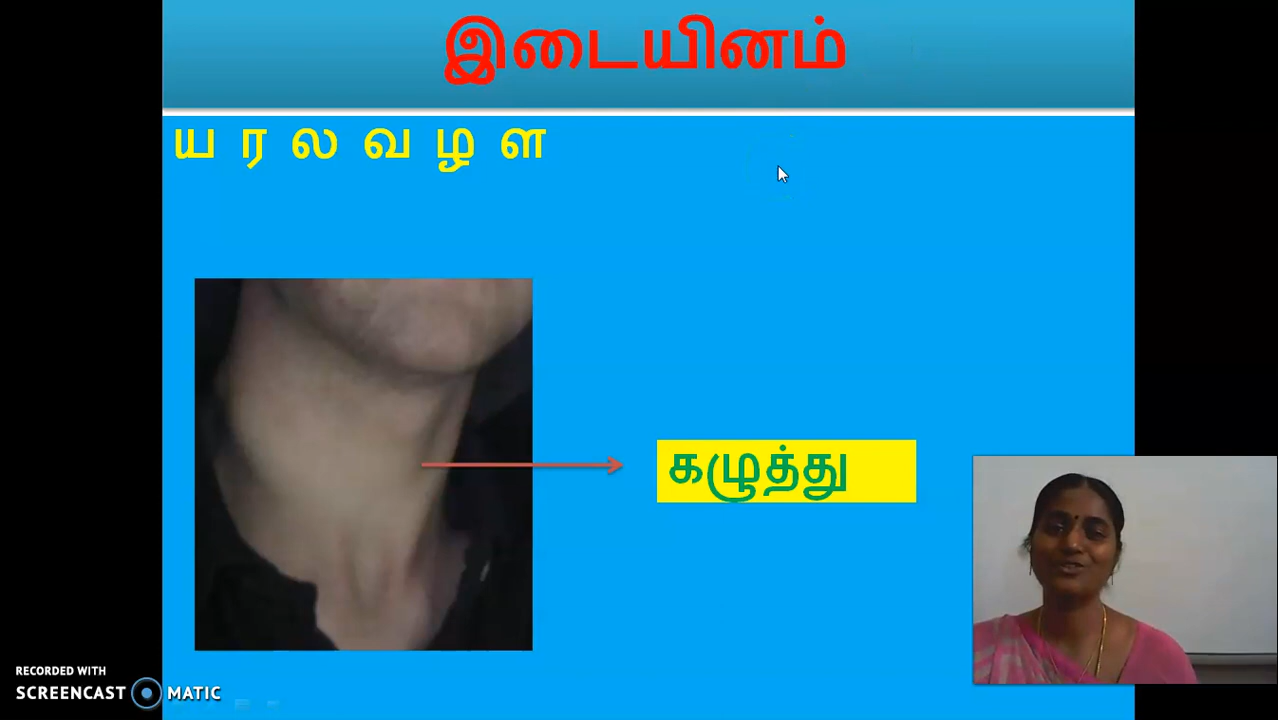 இடையினம்
ய ர ல வ ழ ள
கழுத்து
RECORDED WITH
SCREENCAST MATIC